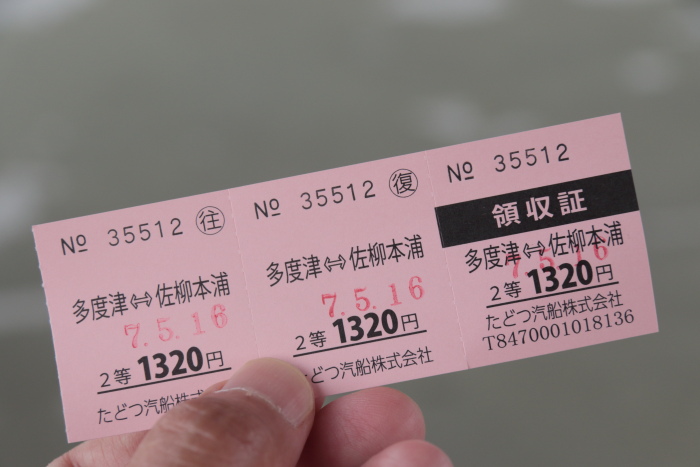 № 35512 往
多度津⇔佐柳本浦
7.5.16
2等 1320円
たどつ汽船株式会
№ 35512 復
多度津⇔佐柳本浦
7.5.16
2等 1320円
どつ汽船株式会社
№ 35512
領収証
多度津⇔佐柳本浦
7.5.16
2等 1320円
たどつ汽船株式会社
T8470001018136